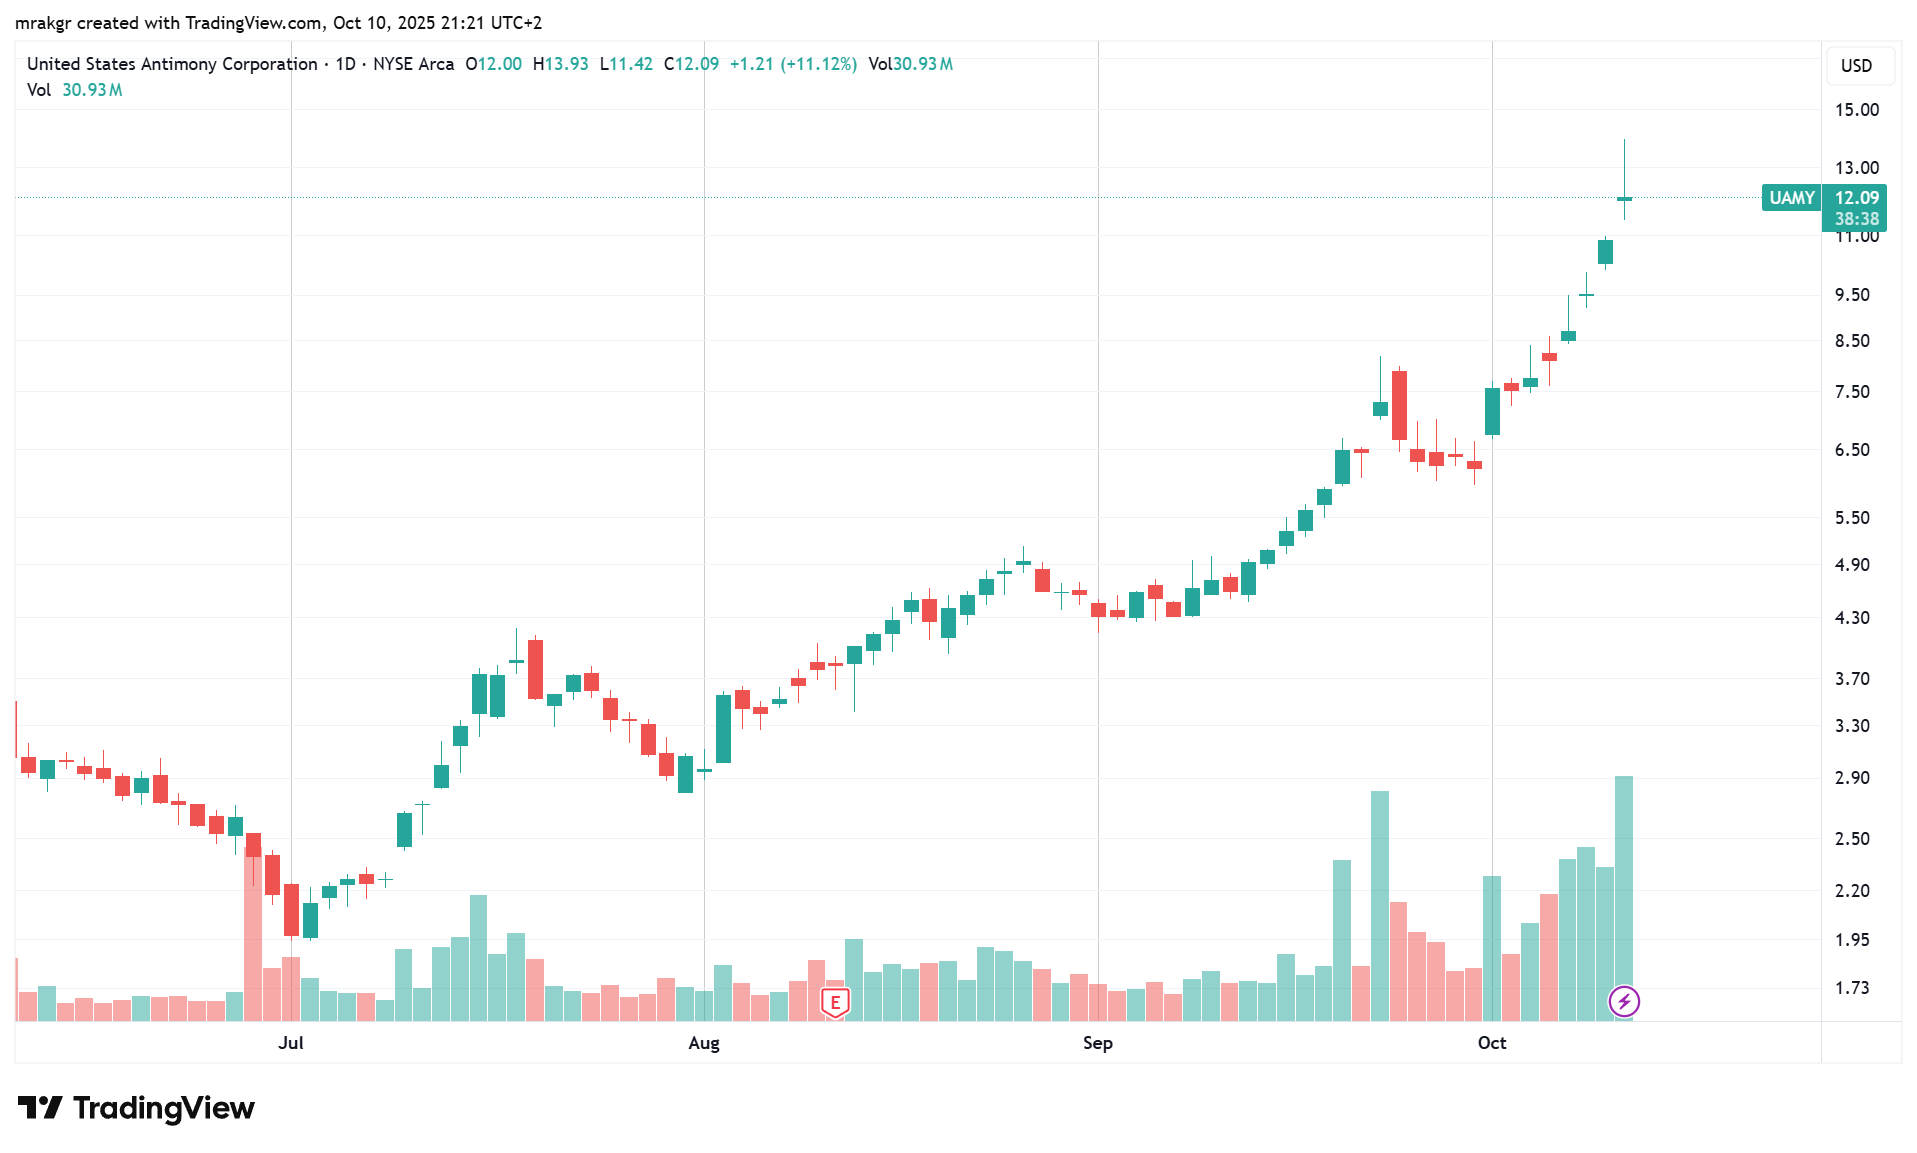 mrakgr created with TradingView.com, Oct 10, 2025 21:21 UTC+2
United States Antimony Corporation · 1D · NYSE Arca O12.00 H13.93 L11.42 C12.09 +1.21 (+11.12%) Vol30.93M
Vol 30.93M
USD
15.00
13.00
UAMY 12.09
38:38
11.00
9.50
8.50
7.50
6.50
5.50
4.90
4.30
3.70
3.30
2.90
2.50
2.20
1.95
1.73
E
Jul Aug Sep Oct
TradingView